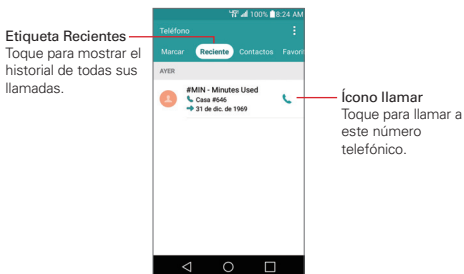 Etiqueta Recientes
Toque para mostrar el
historial de todas sus
llamadas.
100% 8:24 AM
Teléfono
Marcar Reciente Contactos Favorit
AYER
#MIN - Minutes Used
Casa #646
31 de dic. de 1969
Ícono llamar
Toque para llamar a
este número
telefónico.